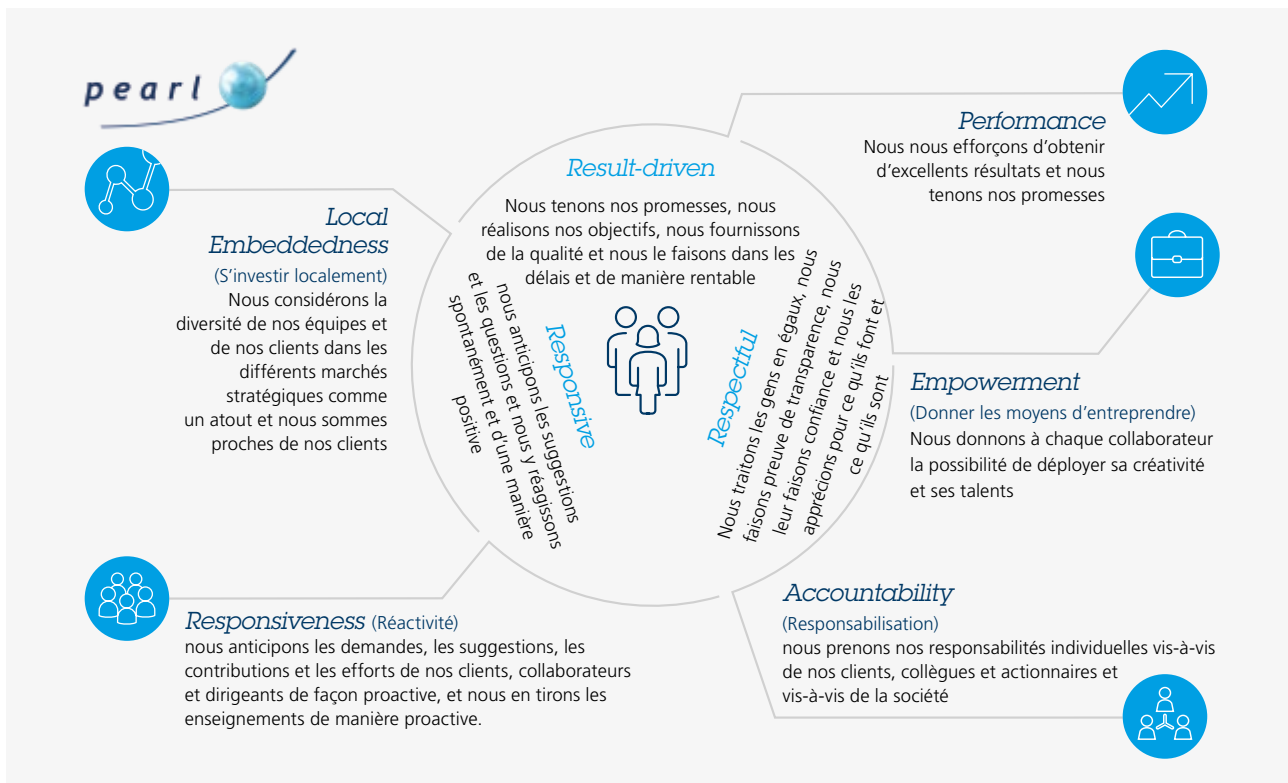 pearl
Performance
Nous nous efforçons d'obtenir
d'excellents résultats et nous
tenons nos promesses
Local
Embeddedness
(S'investir localement)
Nous considérons la
diversité de nos équipes et
de nos clients dans les
différents marchés
stratégiques comme
un atout et nous sommes
proches de nos clients
Result-driven
Nous tenons nos promesses, nous
réalisons nos objectifs, nous fournissons
de la qualité et nous le faisons dans les
délais et de manière rentable
Responsive
nous anticipons les suggestions
et les questions et nous y réagissons
spontanément et d'une manière
positive
Respectful
Nous traitons les gens en égaux, nous
faisons preuve de transparence, nous
leur faisons confiance et nous les
apprécions pour ce qu'ils font et
ce qu'ils sont
Empowerment
(Donner les moyens d'entreprendre)
Nous donnons à chaque collaborateur
la possibilité de déployer sa créativité
et ses talents
Responsiveness (Réactivité)
nous anticipons les demandes, les suggestions, les
contributions et les efforts de nos clients, collaborateurs
et dirigeants de façon proactive, et nous en tirons les
enseignements de manière proactive.
Accountability
(Responsabilisation)
nous prenons nos responsabilités individuelles vis-à-vis
de nos clients, collègues et actionnaires et
vis-à-vis de la société